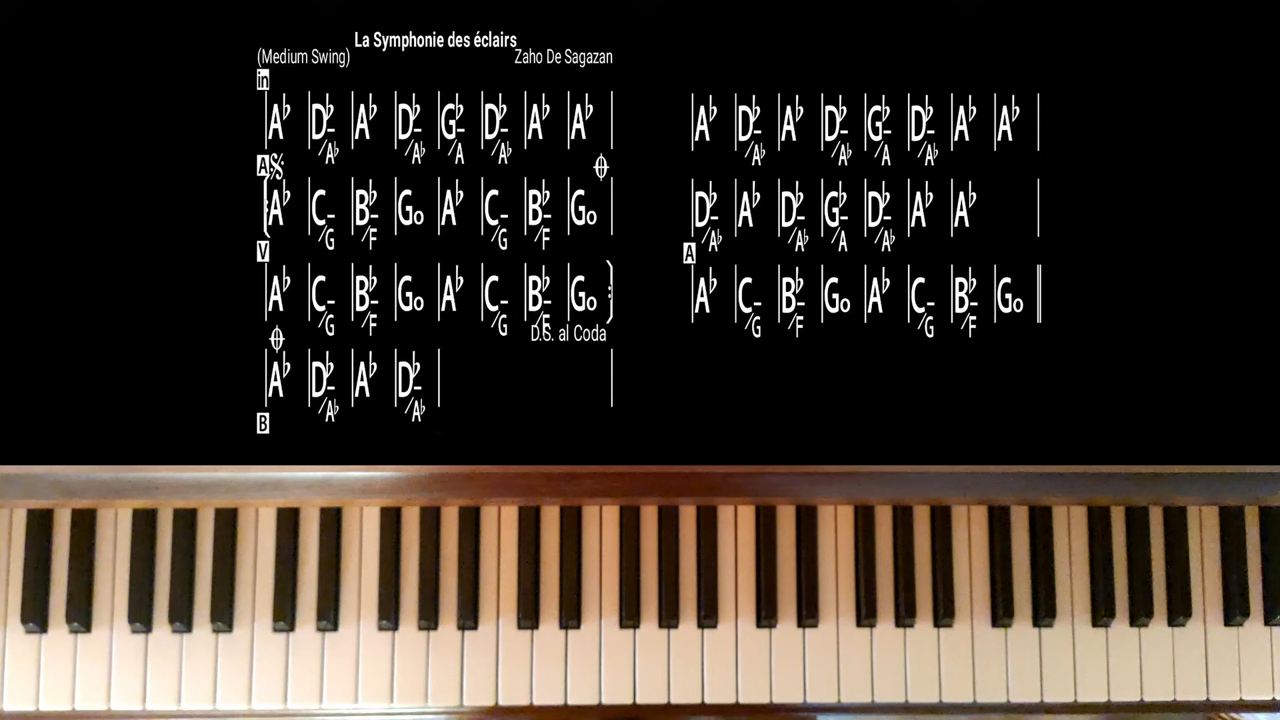 La Symphonie des éclairs
(Medium Swing) Zaho De Sagazan
in
A♭ D♭-/A♭ A♭ D♭-/A♭ G♭-/A D♭-/A♭ A♭ A♭
A
A♭ C-/G B♭-/F Go A♭ C-/G B♭-/F Go
V
A♭ C-/G B♭-/F Go A♭ C-/G B♭-/F Go
D.S. al Coda
A♭ D♭-/A♭ A♭ D♭-/A♭
B
A♭ D♭-/A♭ A♭ D♭-/A♭ G♭-/A D♭-/A♭ A♭ A♭
D♭-/A♭ A♭ D♭-/A♭ G♭-/A D♭-/A♭ A♭ A♭
A
A♭ C-/G B♭-/F Go A♭ C-/G B♭-/F Go